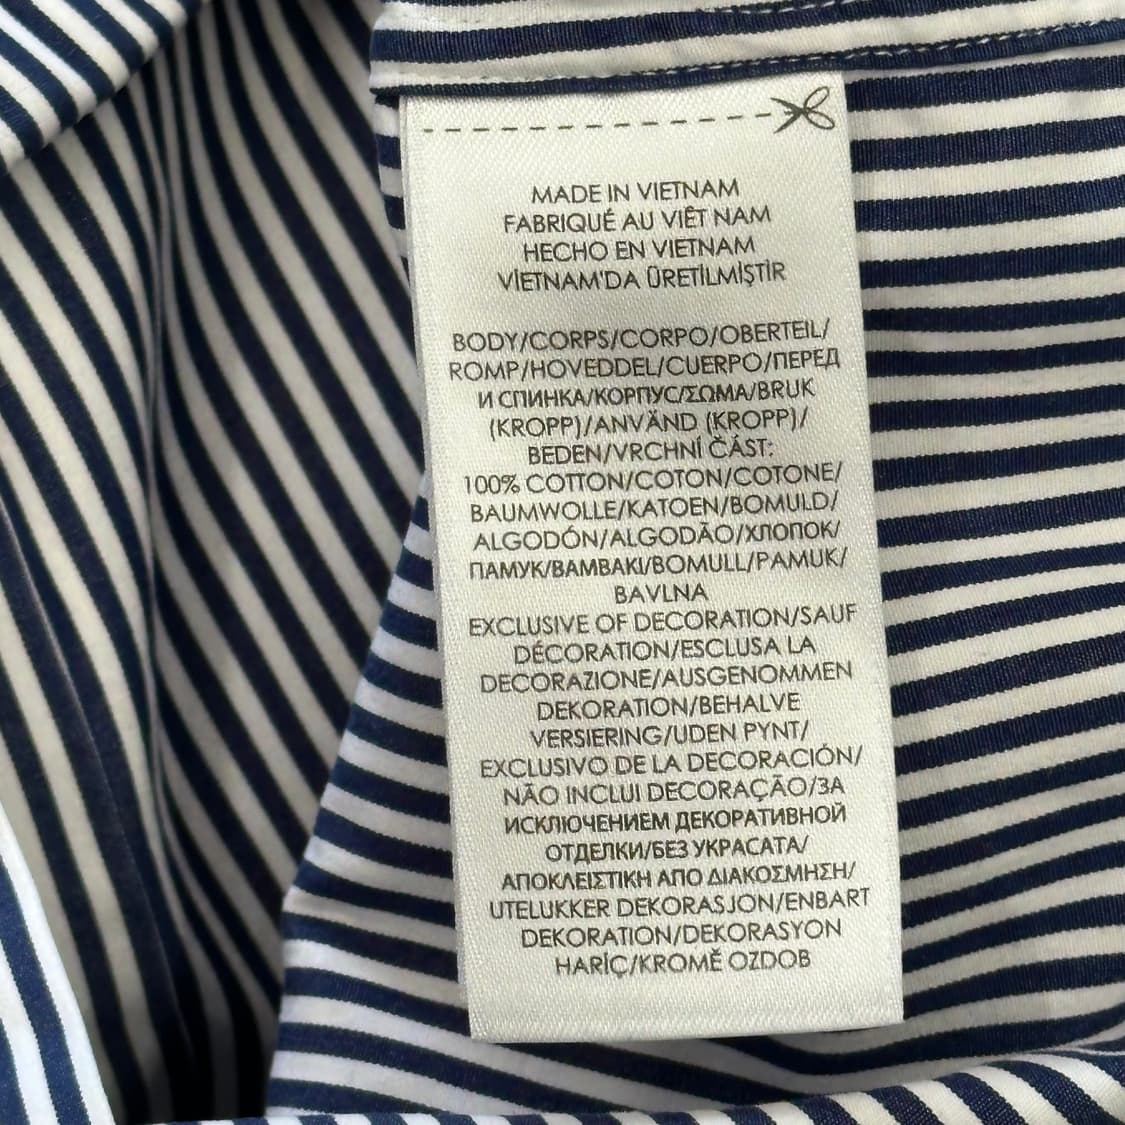 MADE IN VIETNAM
FABRIQUÉ AU VIÊT NAM
HECHO EN VIETNAM
VİETNAM'DA ÜRETİLMİŞTİR
BODY/CORPS/CORPO/OBERTEIL/
ROMP/HOVEDDEL/CUERPO/ПЕРЕД
И СПИНКА/КОРПУС/ΣΩΜΑ/BRUK
(KROPP)/ANVÄND (KROPP)/
BEDEN/VRCHNÍ ČÁST:
100% COTTON/COTON/COTONE/
BAUMWOLLE/KATOEN/BOMULD/
ALGODÓN/ALGODÃO/ХЛОПОК/
ПАМУК/ΒΑΜΒΑΚΙ/BOMULL/PAMUK/
BAVLNA
EXCLUSIVE OF DECORATION/SAUF
DÉCORATION/ESCLUSA LA
DECORAZIONE/AUSGENOMMEN
DEKORATION/BEHALVE
VERSIERING/UDEN PYNT/
EXCLUSIVO DE LA DECORACIÓN/
NÃO INCLUI DECORAÇÃO/ЗА
ИСКЛЮЧЕНИЕМ ДЕКОРАТИВНОЙ
ОТДЕЛКИ/БЕЗ УКРАСАТА/
ΑΠΟΚΛΕΙΣΤΙΚΗ ΑΠΟ ΔΙΑΚΟΣΜΗΣΗ/
UTELUKKER DEKORASJON/ENBART
DEKORATION/DEKORASYON
HARİÇ/KROMĚ OZDOB